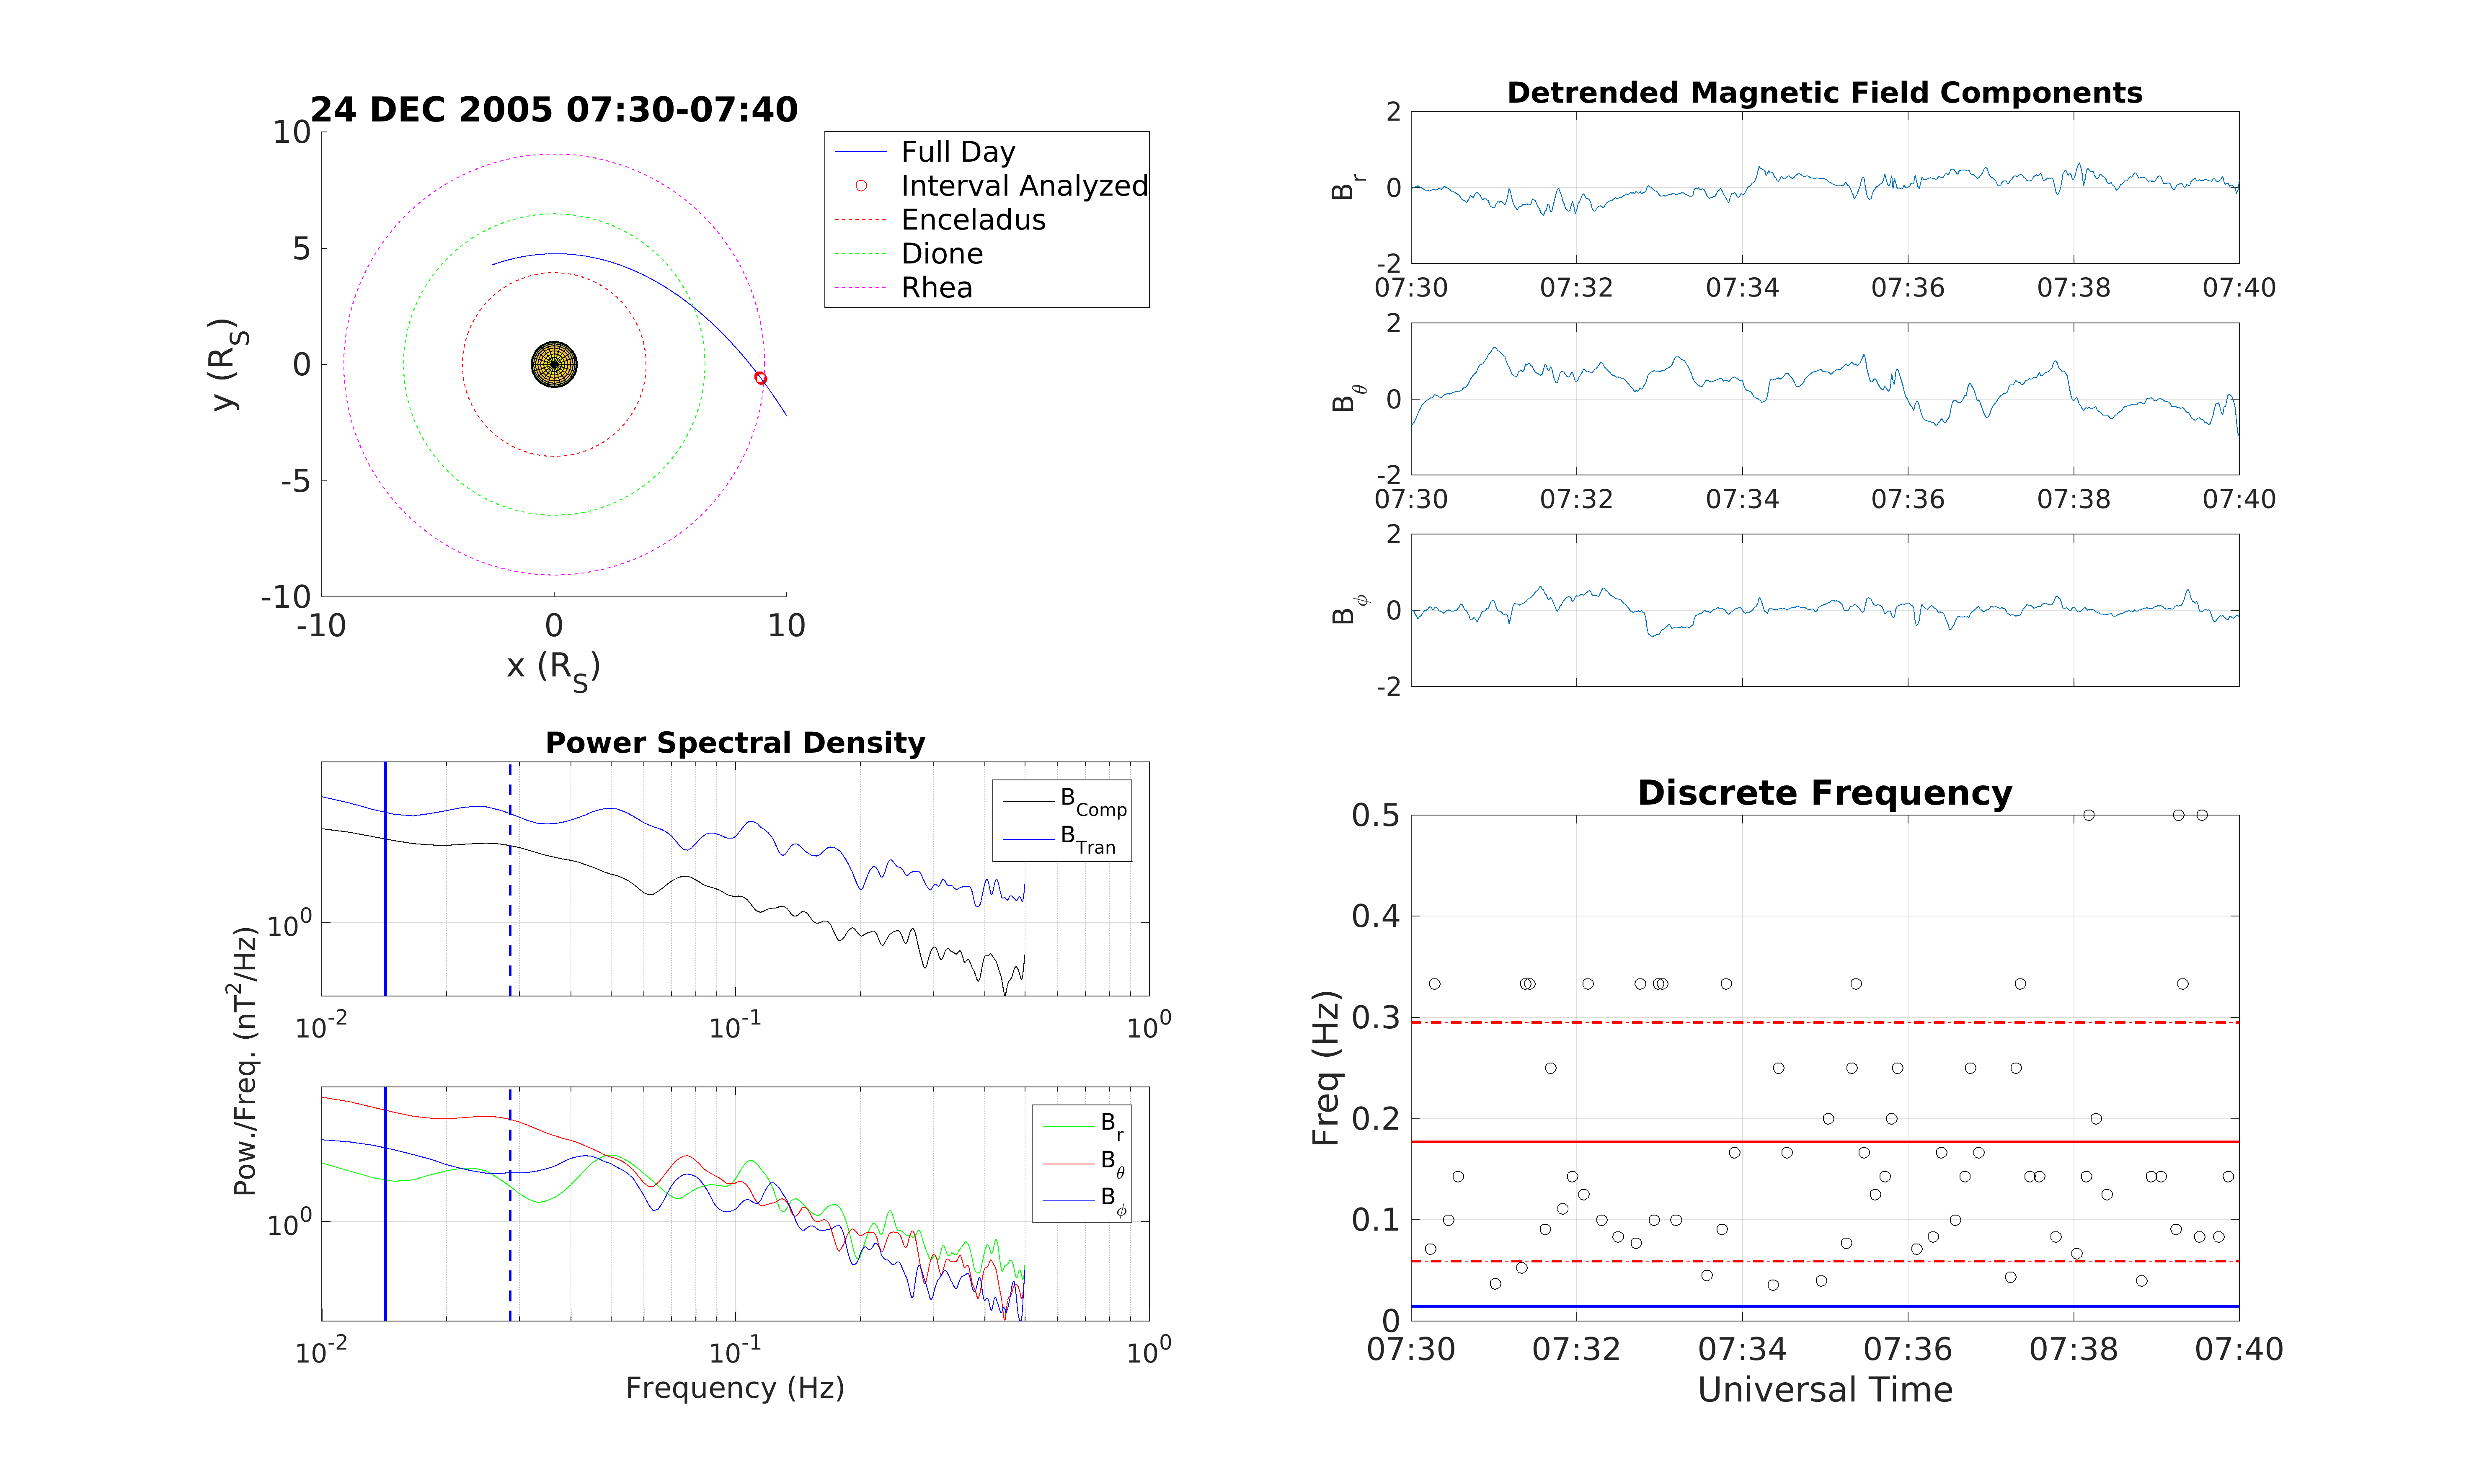 24 DEC 2005 07:30-07:40
10
5
0
-5
-10
y (R_S)
-10 0 10
x (R_S)
Full Day
Interval Analyzed
Enceladus
Dione
Rhea
Detrended Magnetic Field Components
2
0
-2
B_r
07:30 07:32 07:34 07:36 07:38 07:40
2
0
-2
B_θ
07:30 07:32 07:34 07:36 07:38 07:40
2
0
-2
B_ϕ
Power Spectral Density
B_Comp
B_Tran
10^0
10^-2 10^-1 10^0
Pow./Freq. (nT^2/Hz)
B_r
B_θ
B_ϕ
10^0
10^-2 10^-1 10^0
Frequency (Hz)
Discrete Frequency
0.5
0.4
0.3
0.2
0.1
0
Freq (Hz)
07:30 07:32 07:34 07:36 07:38 07:40
Universal Time